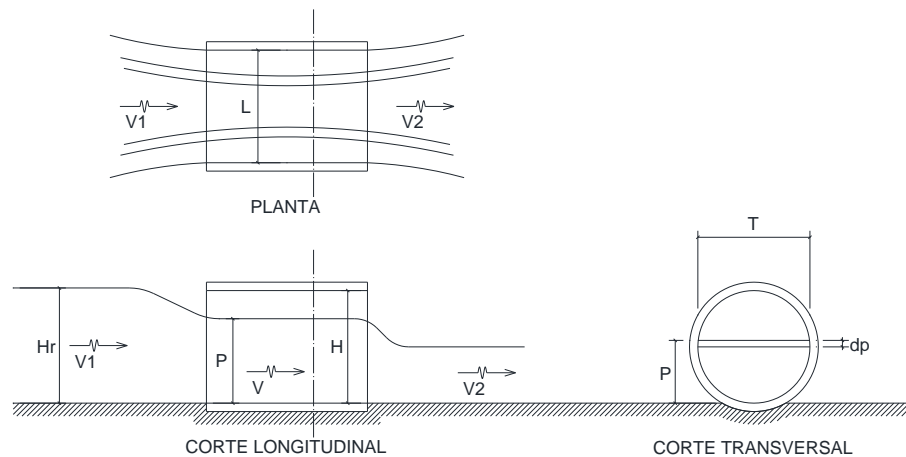 L
V1
V2
PLANTA
T
Hr
V1
P
V
H
V2
P
dp
CORTE LONGITUDINAL
CORTE TRANSVERSAL